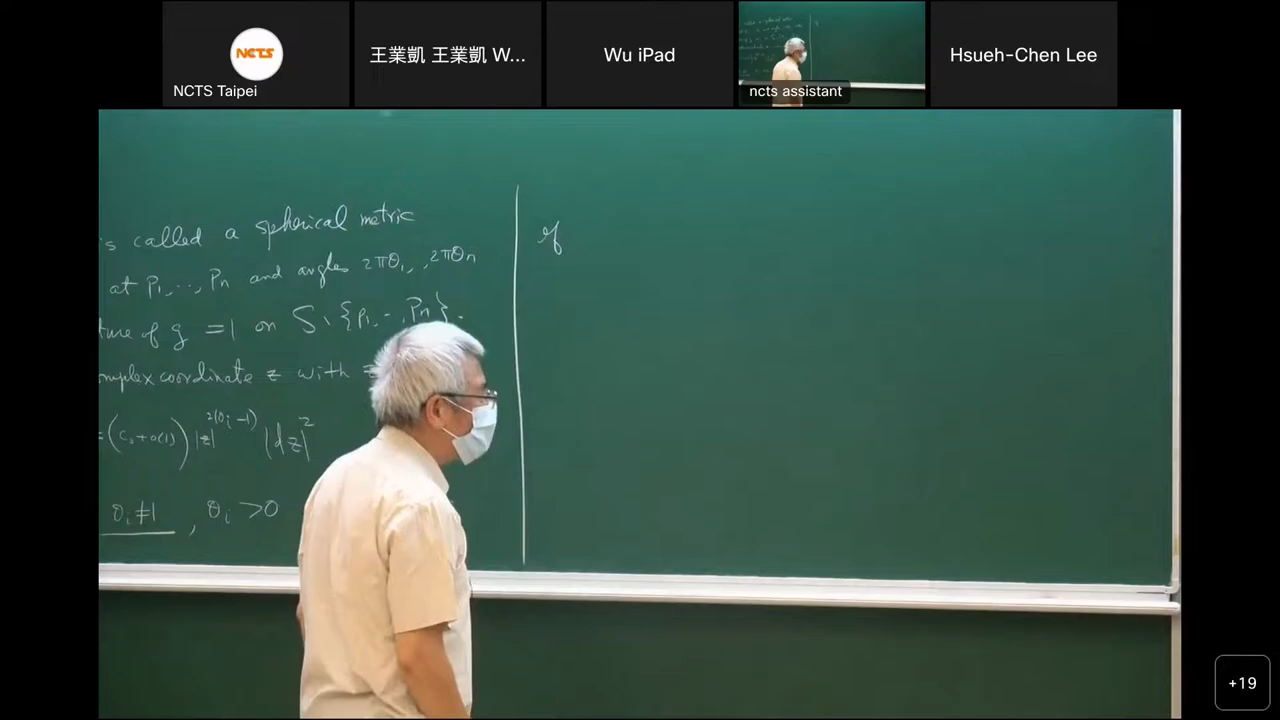 NCTS
NCTS Taipei
王業凱 王業凱 W...
Wu iPad
ncts assistant
Hsueh-Chen Lee
is called a spherical metric
at p₁, ..., pₙ and angles 2πθ₁, , 2πθₙ
ture of g = 1 on S \ {p₁, .., pₙ}.
omplex coordinate z with
= (c₀ + o(1)) |z|^{2(θᵢ-1)} |dz|²
θᵢ ≠ 1 , θᵢ > 0
If
+19